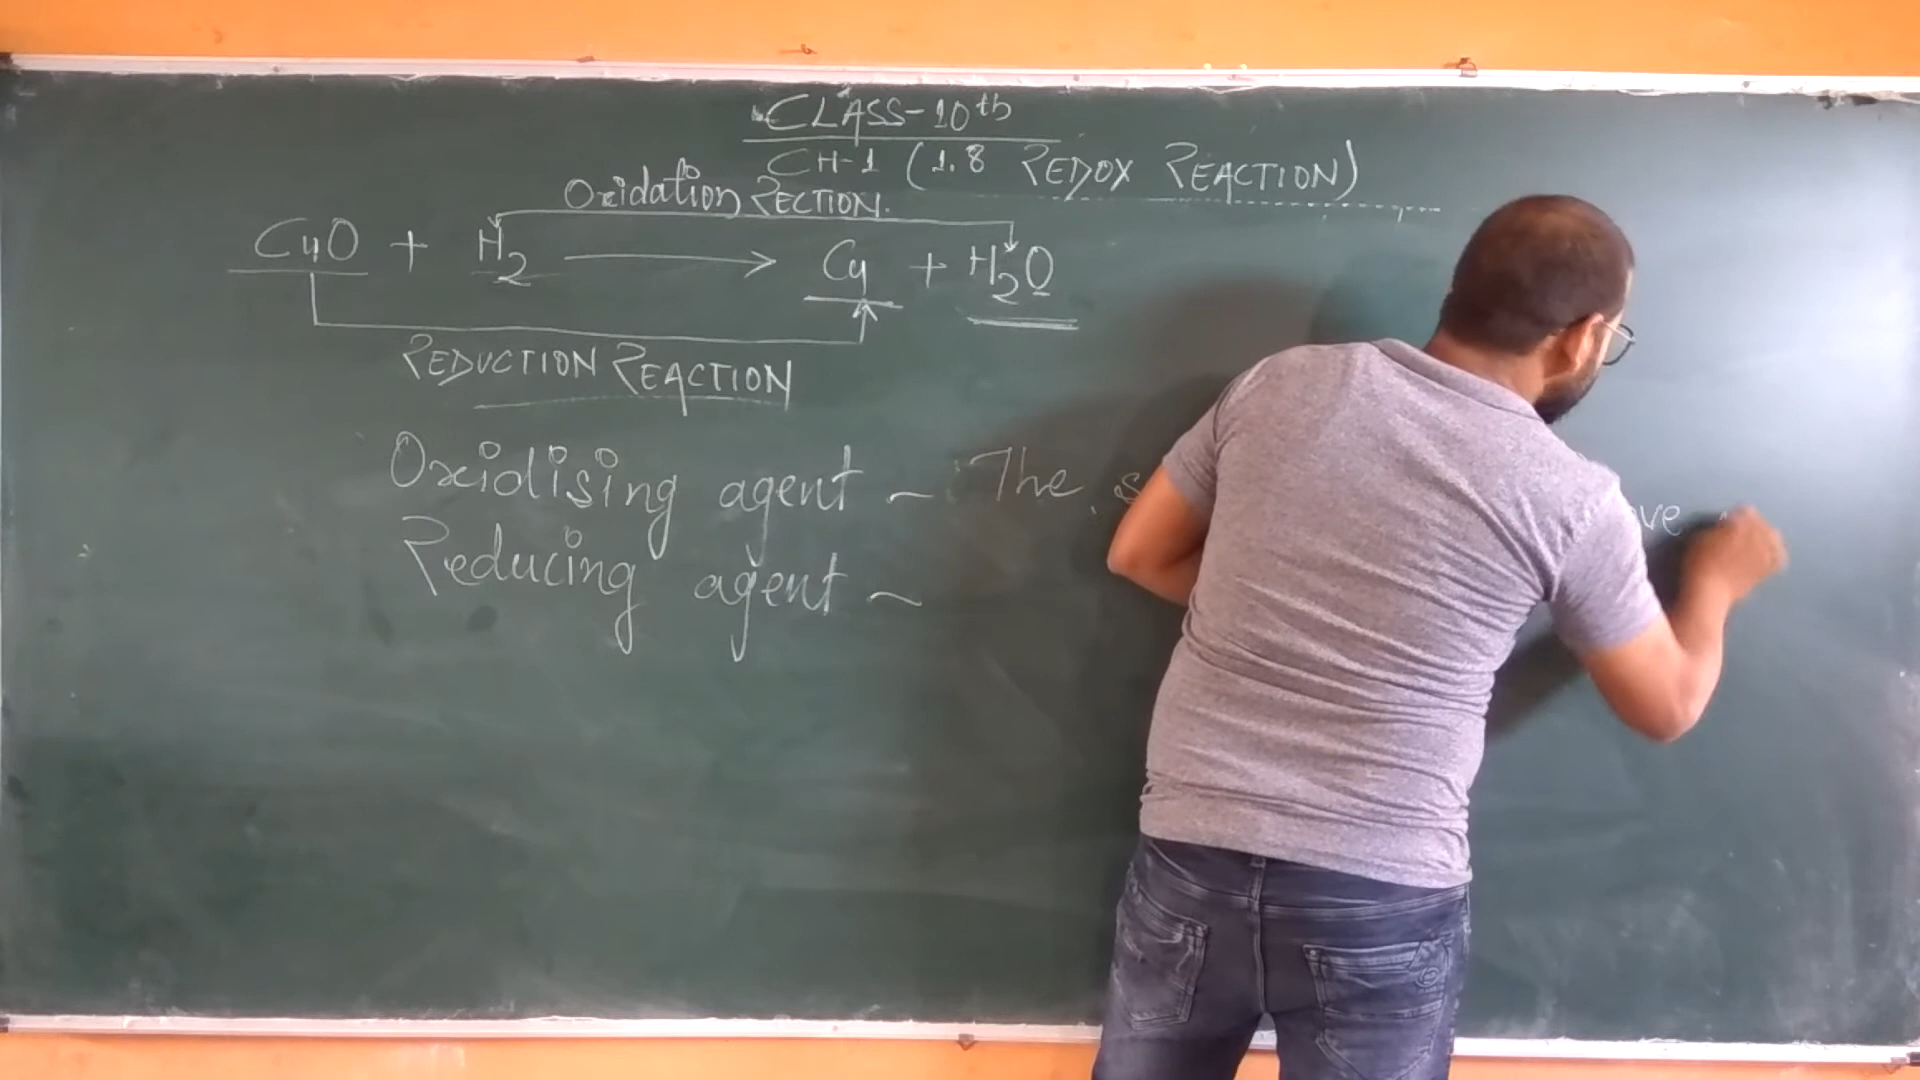 CLASS-10th
CH-1 (1.8 REDOX REACTION)
Oxidation RECTION.
CuO + H2 ⟶ Cu + H2O
REDUCTION REACTION
Oxidising agent ~ The
Reducing agent ~